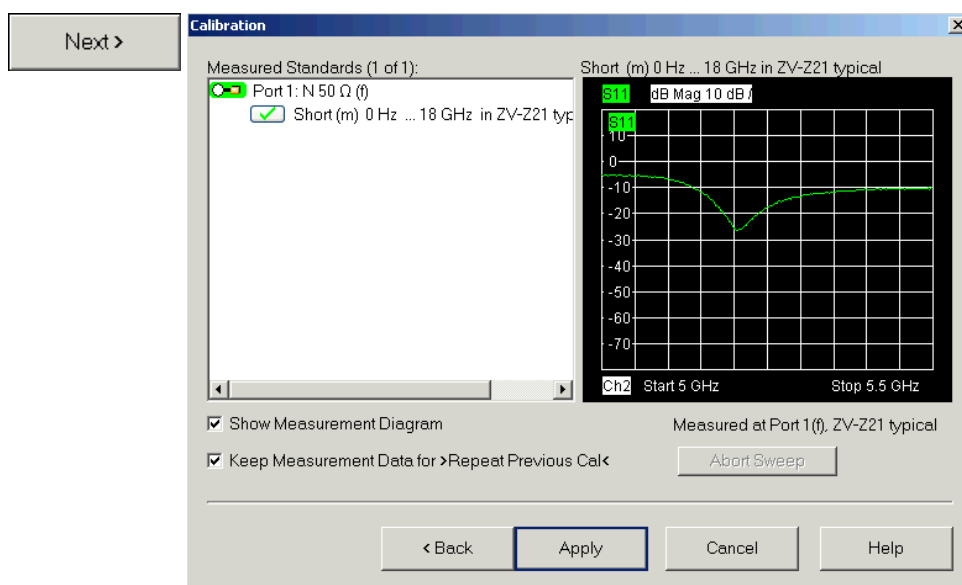 Next >
Calibration
Measured Standards (1 of 1):
Port 1: N 50 Ω (f)
Short (m) 0 Hz ... 18 GHz in ZV-Z21 typ
Short (m) 0 Hz ... 18 GHz in ZV-Z21 typical
S11 dB Mag 10 dB /
S11
10
0
-10
-20
-30
-40
-50
-60
-70
Ch2 Start 5 GHz Stop 5.5 GHz
Show Measurement Diagram
Measured at Port 1(f), ZV-Z21 typical
Keep Measurement Data for >Repeat Previous Cal<
Abort Sweep
< Back
Apply
Cancel
Help